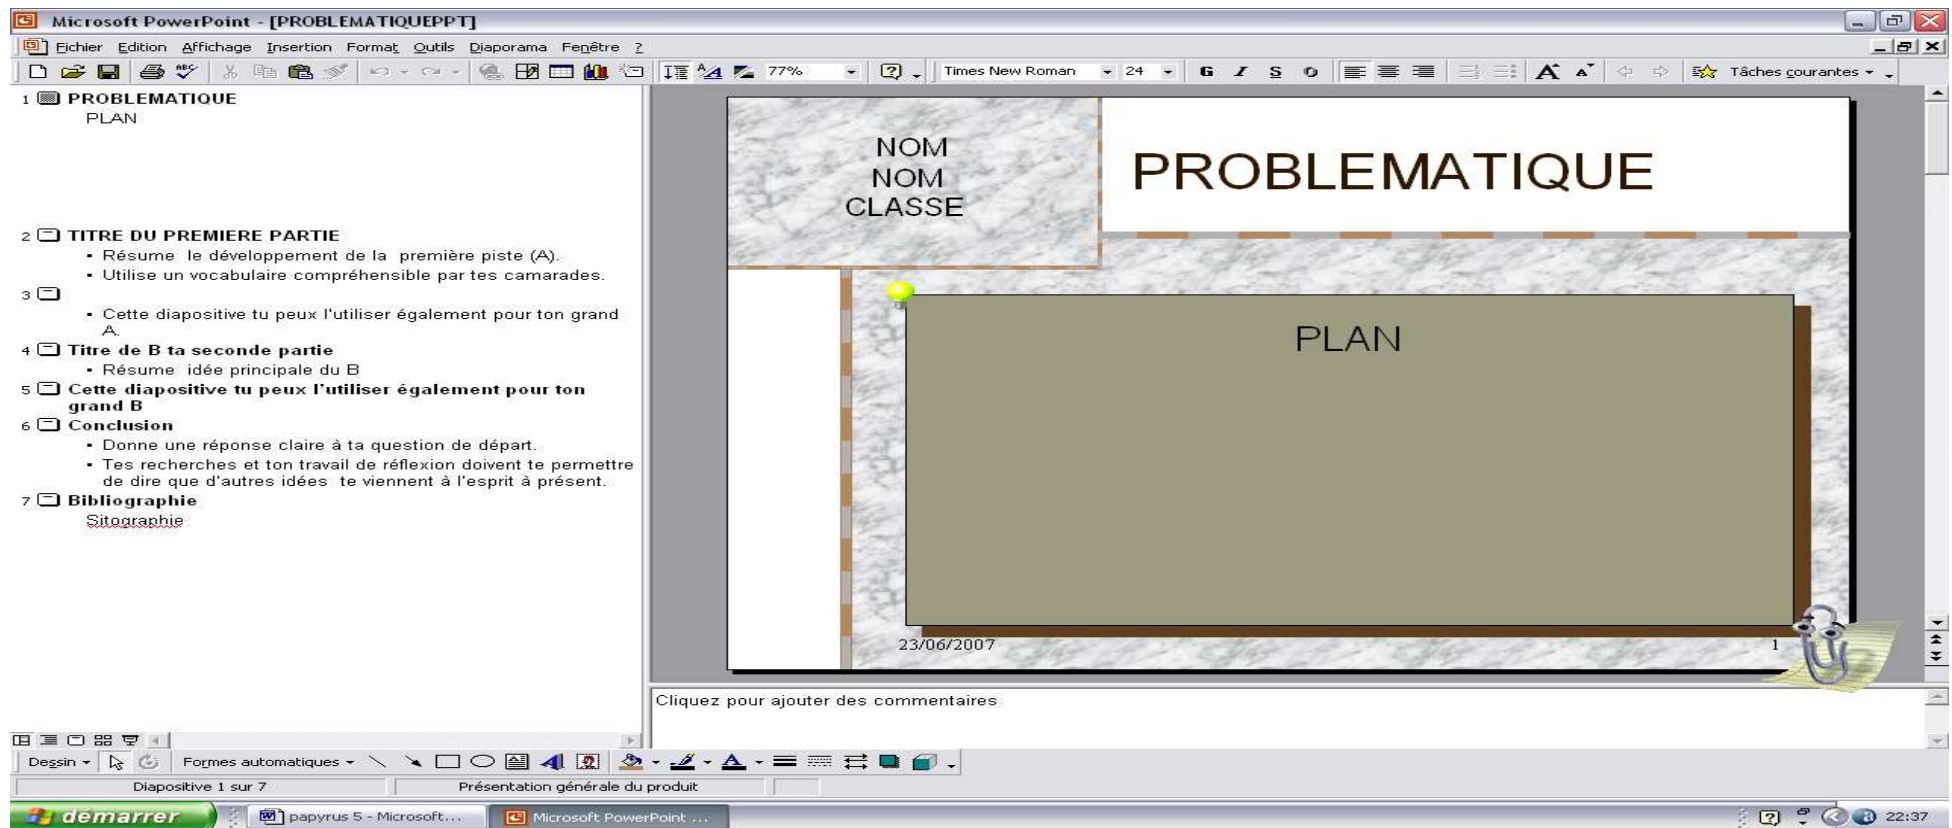 Microsoft PowerPoint - [PROBLEMATIQUEPPT]
Fichier Edition Affichage Insertion Format Outils Diaporama Fenêtre ?
77% Times New Roman 24 G I S Tâches courantes
1 PROBLEMATIQUE
PLAN
2 TITRE DU PREMIERE PARTIE
▪ Résume le développement de la première piste (A).
▪ Utilise un vocabulaire compréhensible par tes camarades.
3
▪ Cette diapositive tu peux l'utiliser également pour ton grand
A.
4 Titre de B ta seconde partie
▪ Résume idée principale du B
5 Cette diapositive tu peux l'utiliser également pour ton
grand B
6 Conclusion
▪ Donne une réponse claire à ta question de départ.
▪ Tes recherches et ton travail de réflexion doivent te permettre
de dire que d'autres idées te viennent à l'esprit à présent.
7 Bibliographie
Sitographie
NOM
NOM
CLASSE
PROBLEMATIQUE
PLAN
23/06/2007
1
Cliquez pour ajouter des commentaires
Dessin Formes automatiques
Diapositive 1 sur 7 Présentation générale du produit
démarrer papyrus 5 - Microsoft... Microsoft PowerPoint ... 22:37